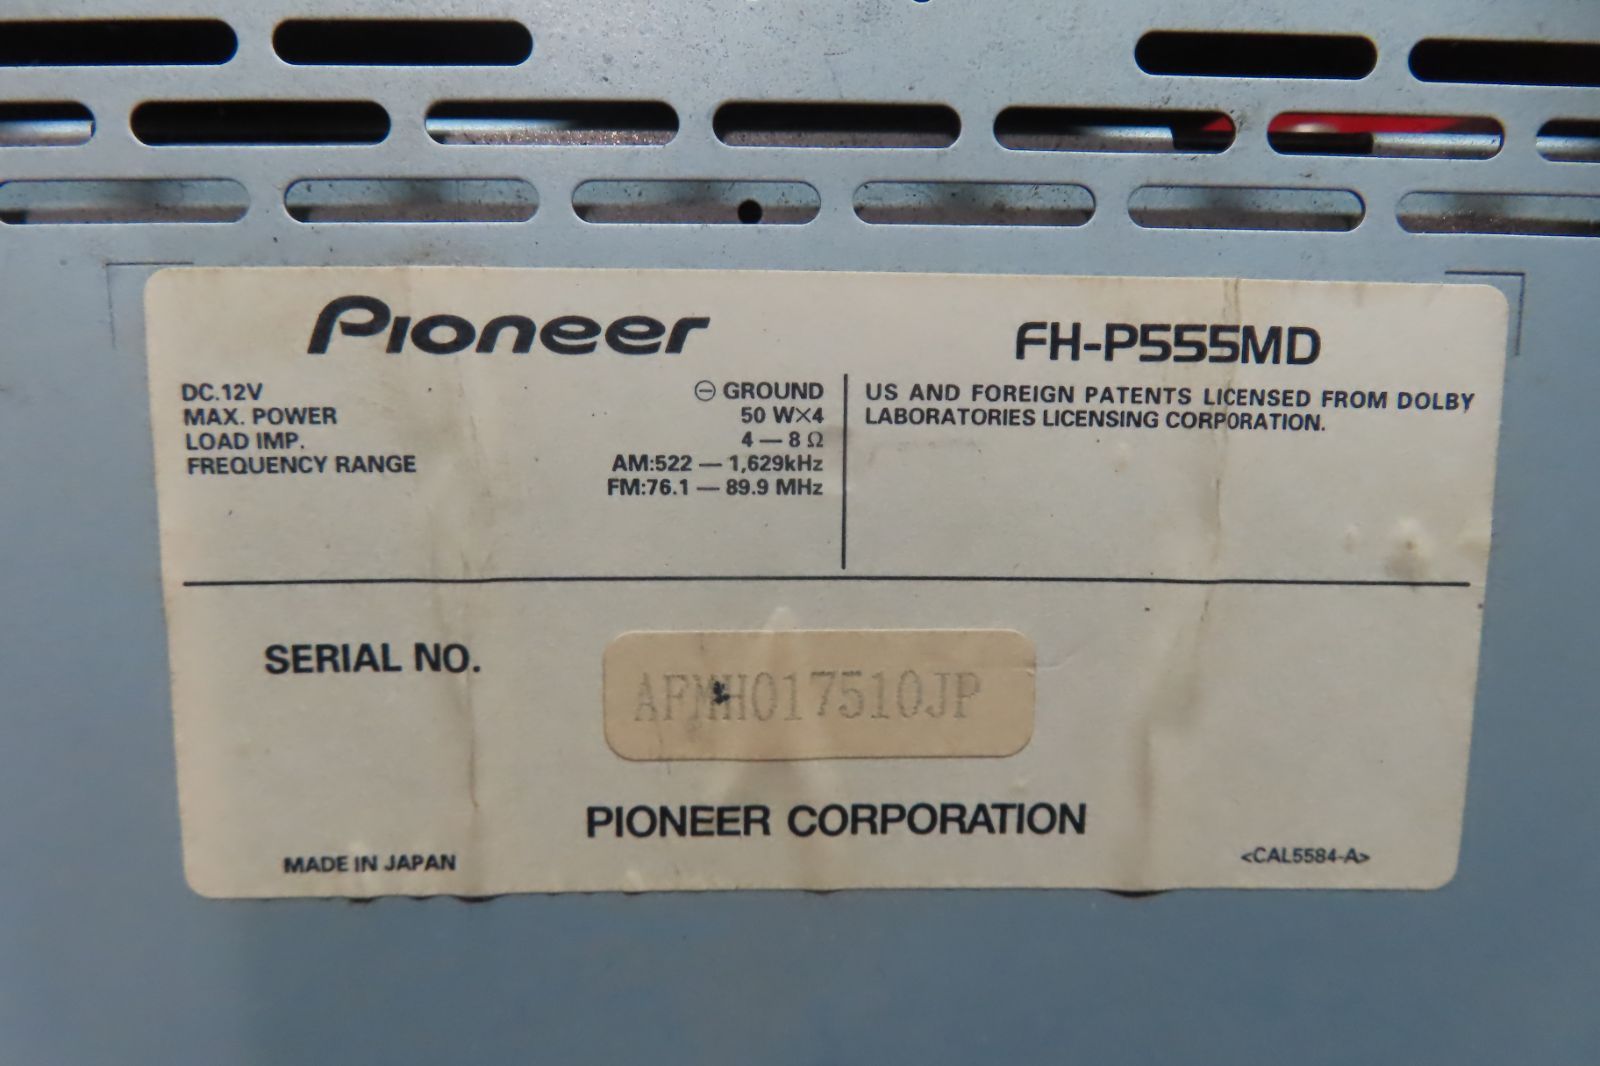 Pioneer
FH-P555MD
DC.12V ⊖ GROUND
MAX. POWER 50 W×4
LOAD IMP. 4 — 8 Ω
FREQUENCY RANGE AM:522 — 1,629kHz
FM:76.1 — 89.9 MHz
US AND FOREIGN PATENTS LICENSED FROM DOLBY
LABORATORIES LICENSING CORPORATION.
SERIAL NO.
AFMH017510JP
PIONEER CORPORATION
MADE IN JAPAN
<CAL5584-A>